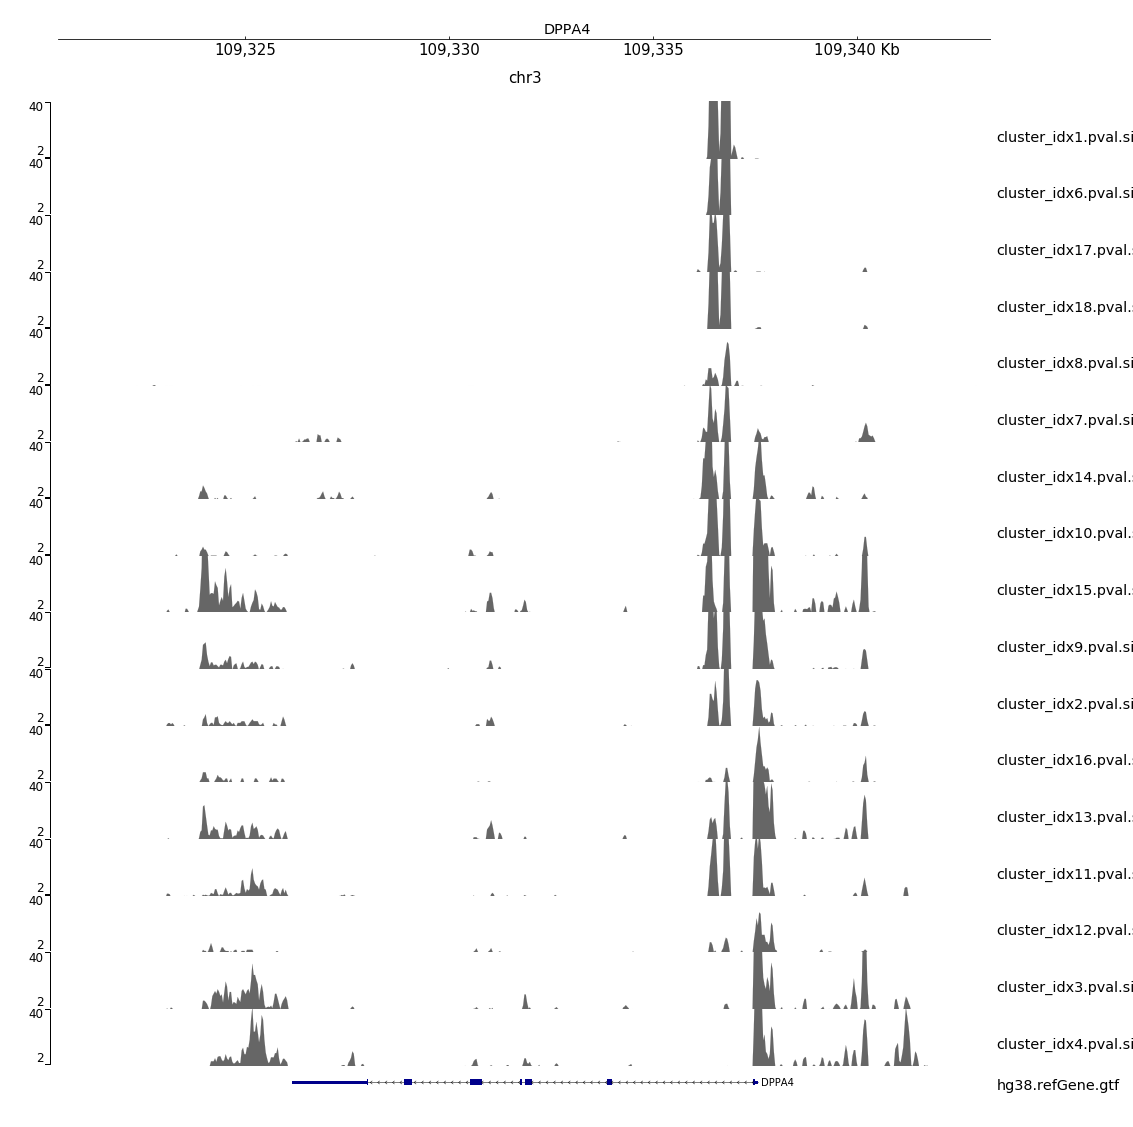 DPPA4
109,325 109,330 109,335 109,340 Kb
chr3
40
cluster_idx1.pval.si
2
40
cluster_idx6.pval.si
2
40
cluster_idx17.pval.s
2
40
cluster_idx18.pval.s
2
40
cluster_idx8.pval.si
2
40
cluster_idx7.pval.si
2
40
cluster_idx14.pval.s
2
40
cluster_idx10.pval.s
2
40
cluster_idx15.pval.s
2
40
cluster_idx9.pval.si
2
40
cluster_idx2.pval.si
2
40
cluster_idx16.pval.s
2
40
cluster_idx13.pval.s
2
40
cluster_idx11.pval.s
2
40
cluster_idx12.pval.s
2
40
cluster_idx3.pval.si
2
40
cluster_idx4.pval.si
2
DPPA4
hg38.refGene.gtf